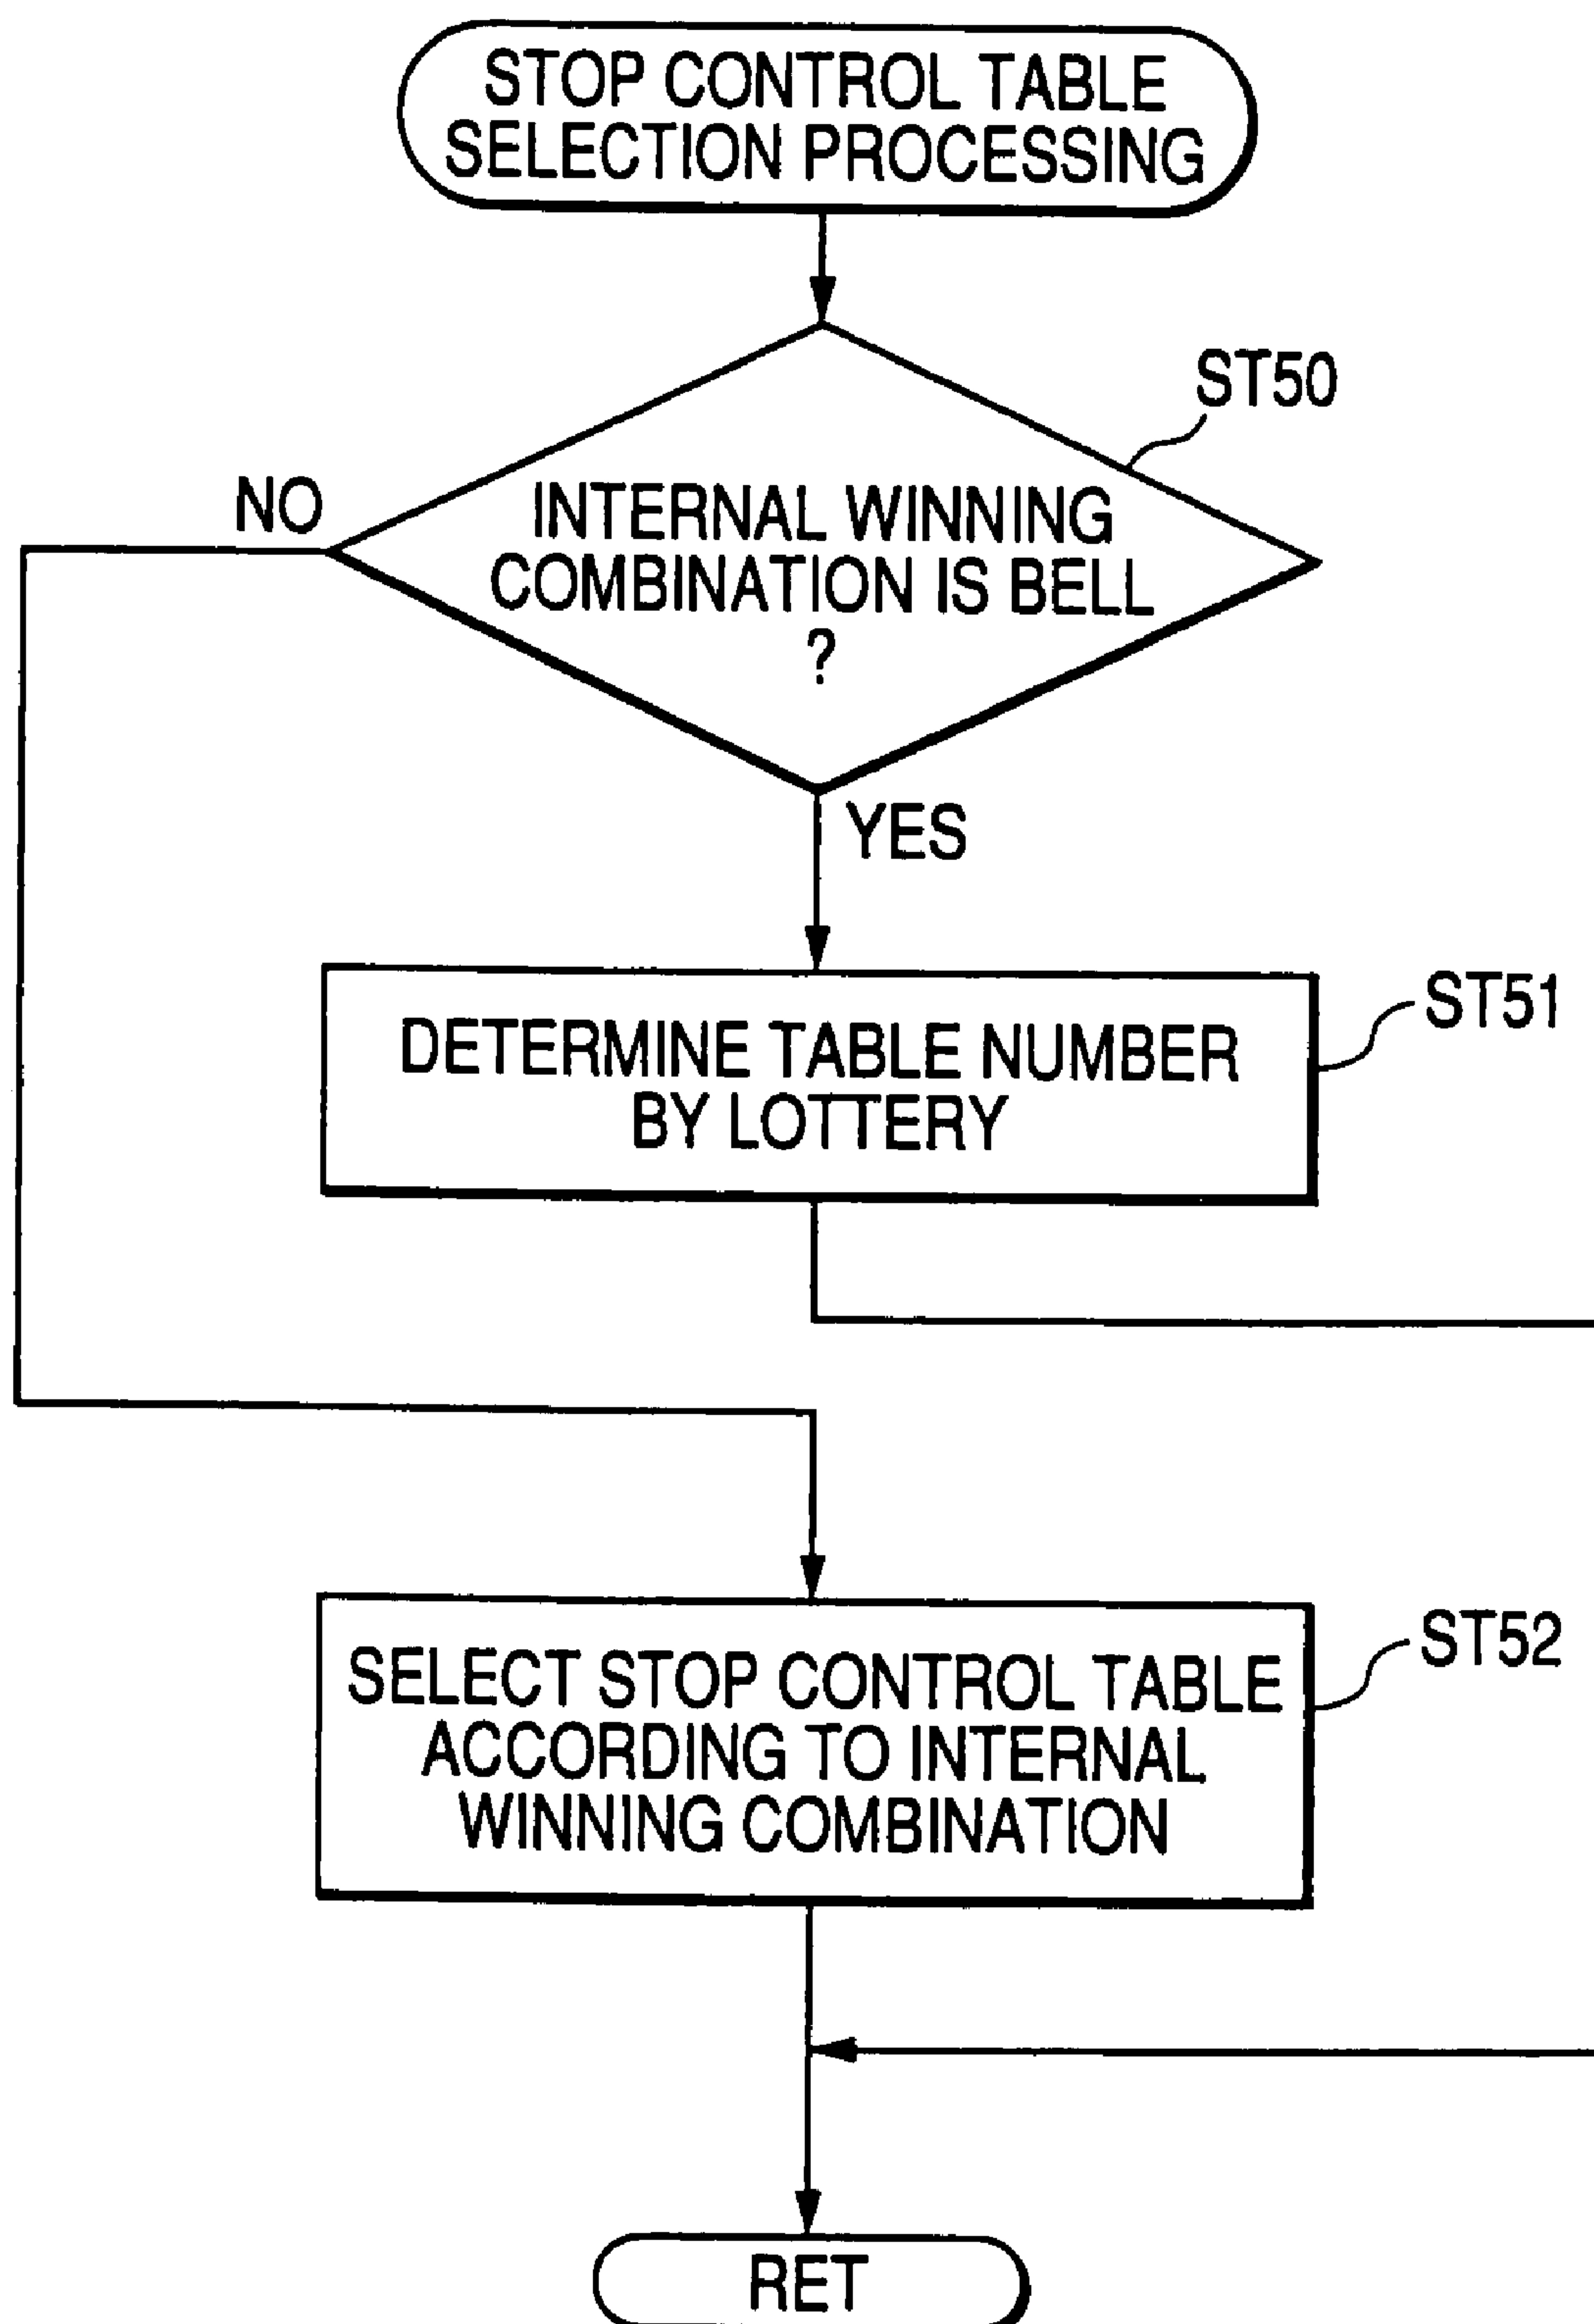 STOP CONTROL TABLE
SELECTION PROCESSING
ST50
NO
INTERNAL WINNING
COMBINATION IS BELL
?
YES
ST51
DETERMINE TABLE NUMBER
BY LOTTERY
ST52
SELECT STOP CONTROL TABLE
ACCORDING TO INTERNAL
WINNING COMBINATION
RET